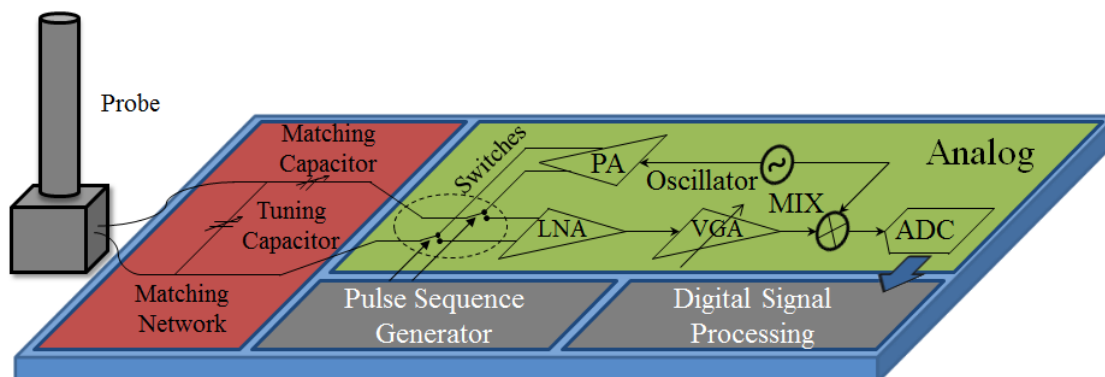 Probe
Matching
Capacitor
Tuning
Capacitor
Matching
Network
Switches
PA
Oscillator
Analog
MIX
LNA
VGA
ADC
Pulse Sequence
Generator
Digital Signal
Processing